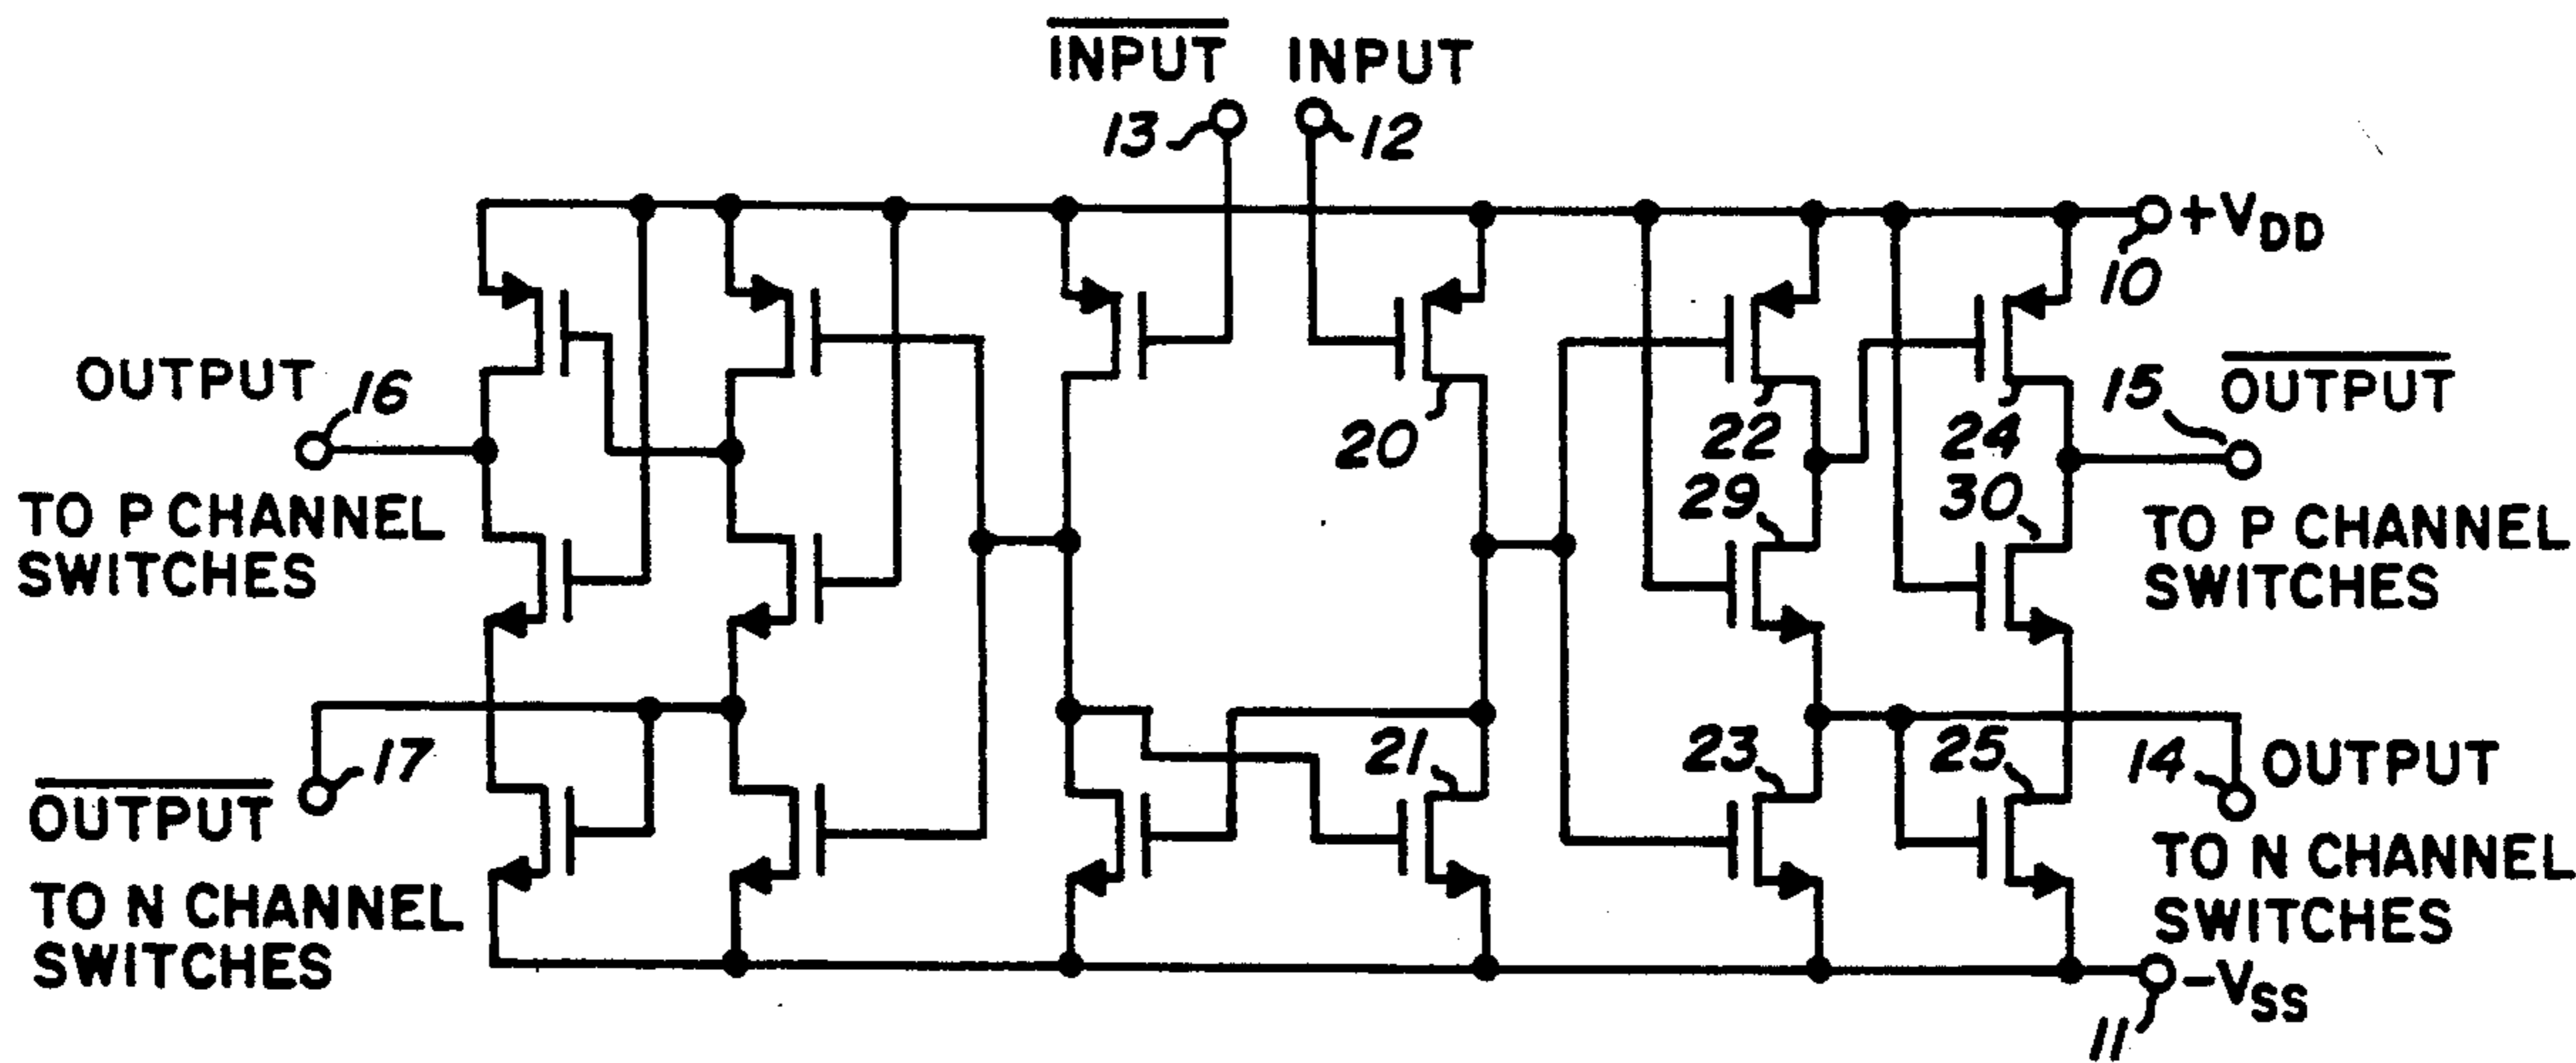 INPUT INPUT
13 12
+VDD
10
OUTPUT
16
TO P CHANNEL
SWITCHES
20
22
24
15
OUTPUT
29
30
TO P CHANNEL
SWITCHES
17
OUTPUT
TO N CHANNEL
SWITCHES
21
23
25
14
OUTPUT
TO N CHANNEL
SWITCHES
-VSS
11